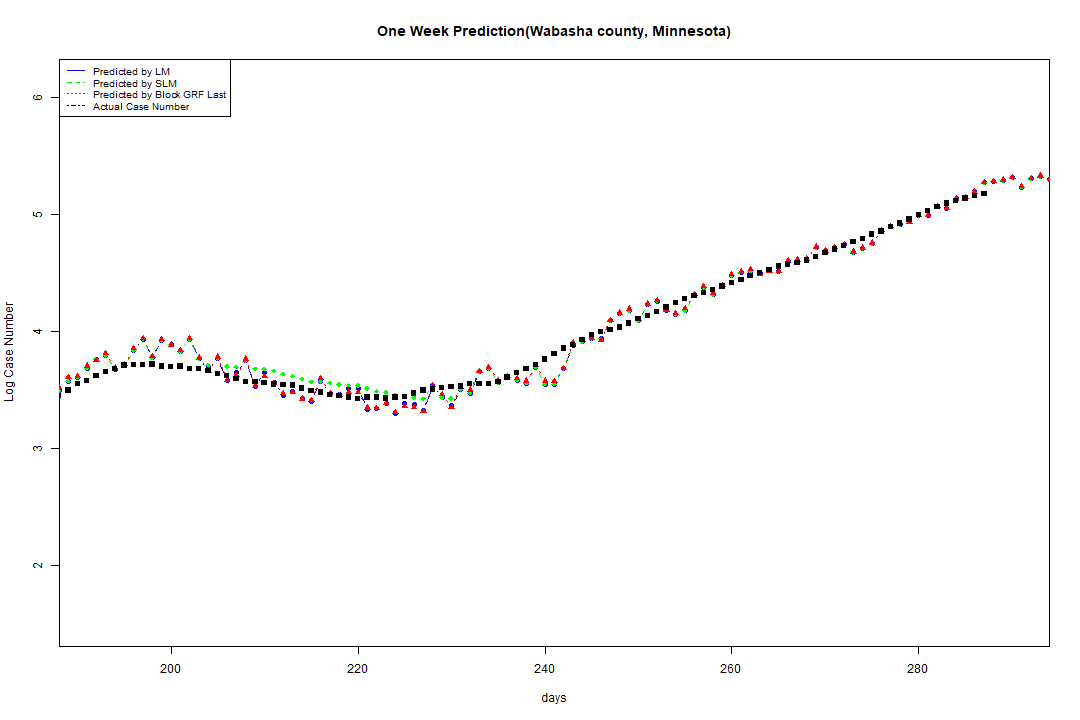 One Week Prediction(Wabasha county, Minnesota)
Predicted by LM
Predicted by SLM
Predicted by Block GRF Last
Actual Case Number
6
5
4
3
2
Log Case Number
200 220 240 260 280
days